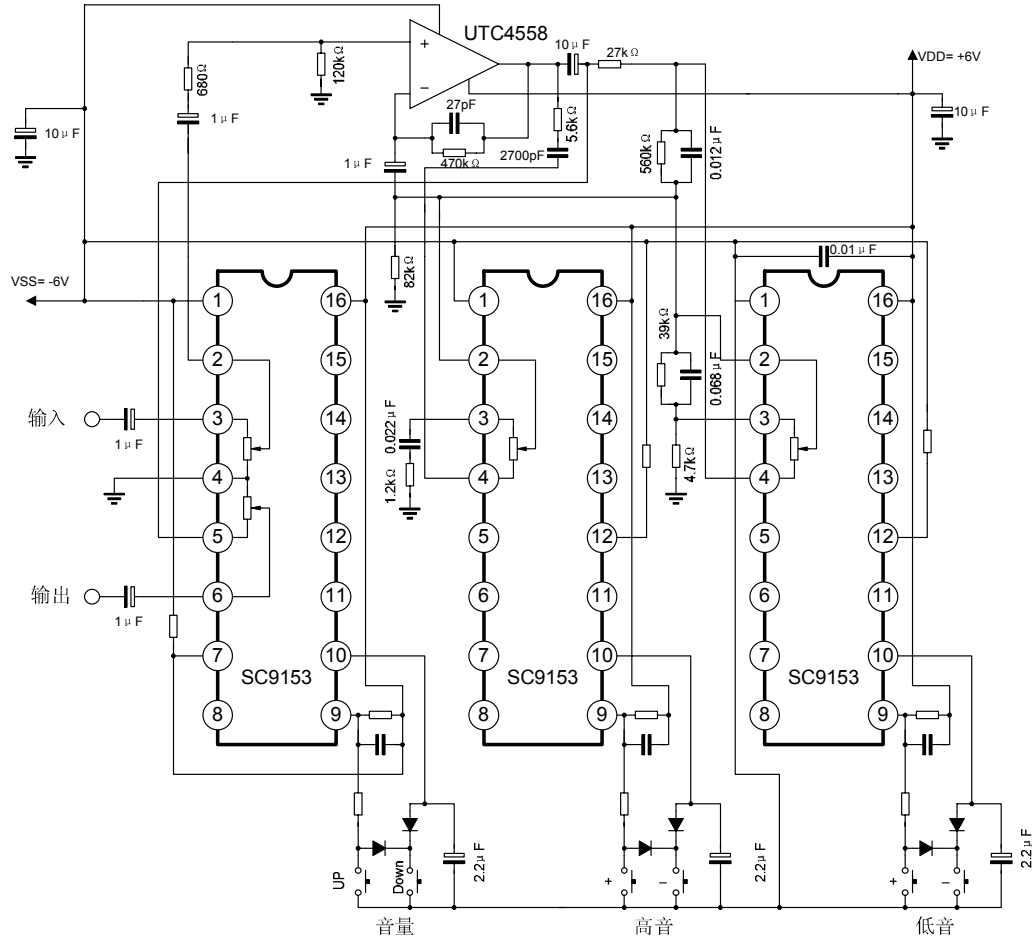 UTC4558
+
−
680Ω
120kΩ
10μF
27kΩ
VDD= +6V
10μF
1μF
27pF
470kΩ
5.6kΩ
2700pF
10μF
1μF
560kΩ
0.012μF
82kΩ
0.01μF
VSS= -6V
39kΩ
0.068μF
4.7kΩ
0.022μF
1.2kΩ
输入
1μF
输出
1μF
1 16
2 15
3 14
4 13
5 12
6 11
7 10
SC9153
8 9
1 16
2 15
3 14
4 13
5 12
6 11
7 10
SC9153
8 9
1 16
2 15
3 14
4 13
5 12
6 11
7 10
SC9153
8 9
UP
Down
2.2μF
音量
+
−
2.2μF
高音
+
−
2.2μF
低音